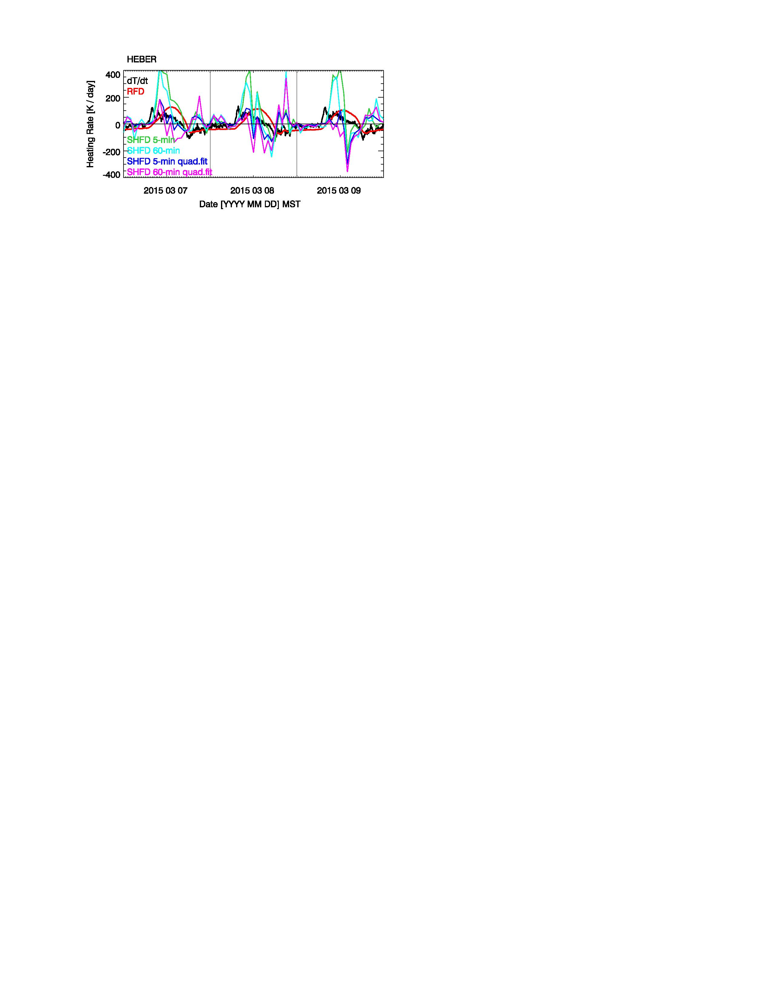 HEBER
400
200
0
-200
-400
Heating Rate [K / day]
dT/dt
RFD
SHFD 5-min
SHFD 60-min
SHFD 5-min quad.fit
SHFD 60-min quad.fit
2015 03 07
2015 03 08
2015 03 09
Date [YYYY MM DD] MST